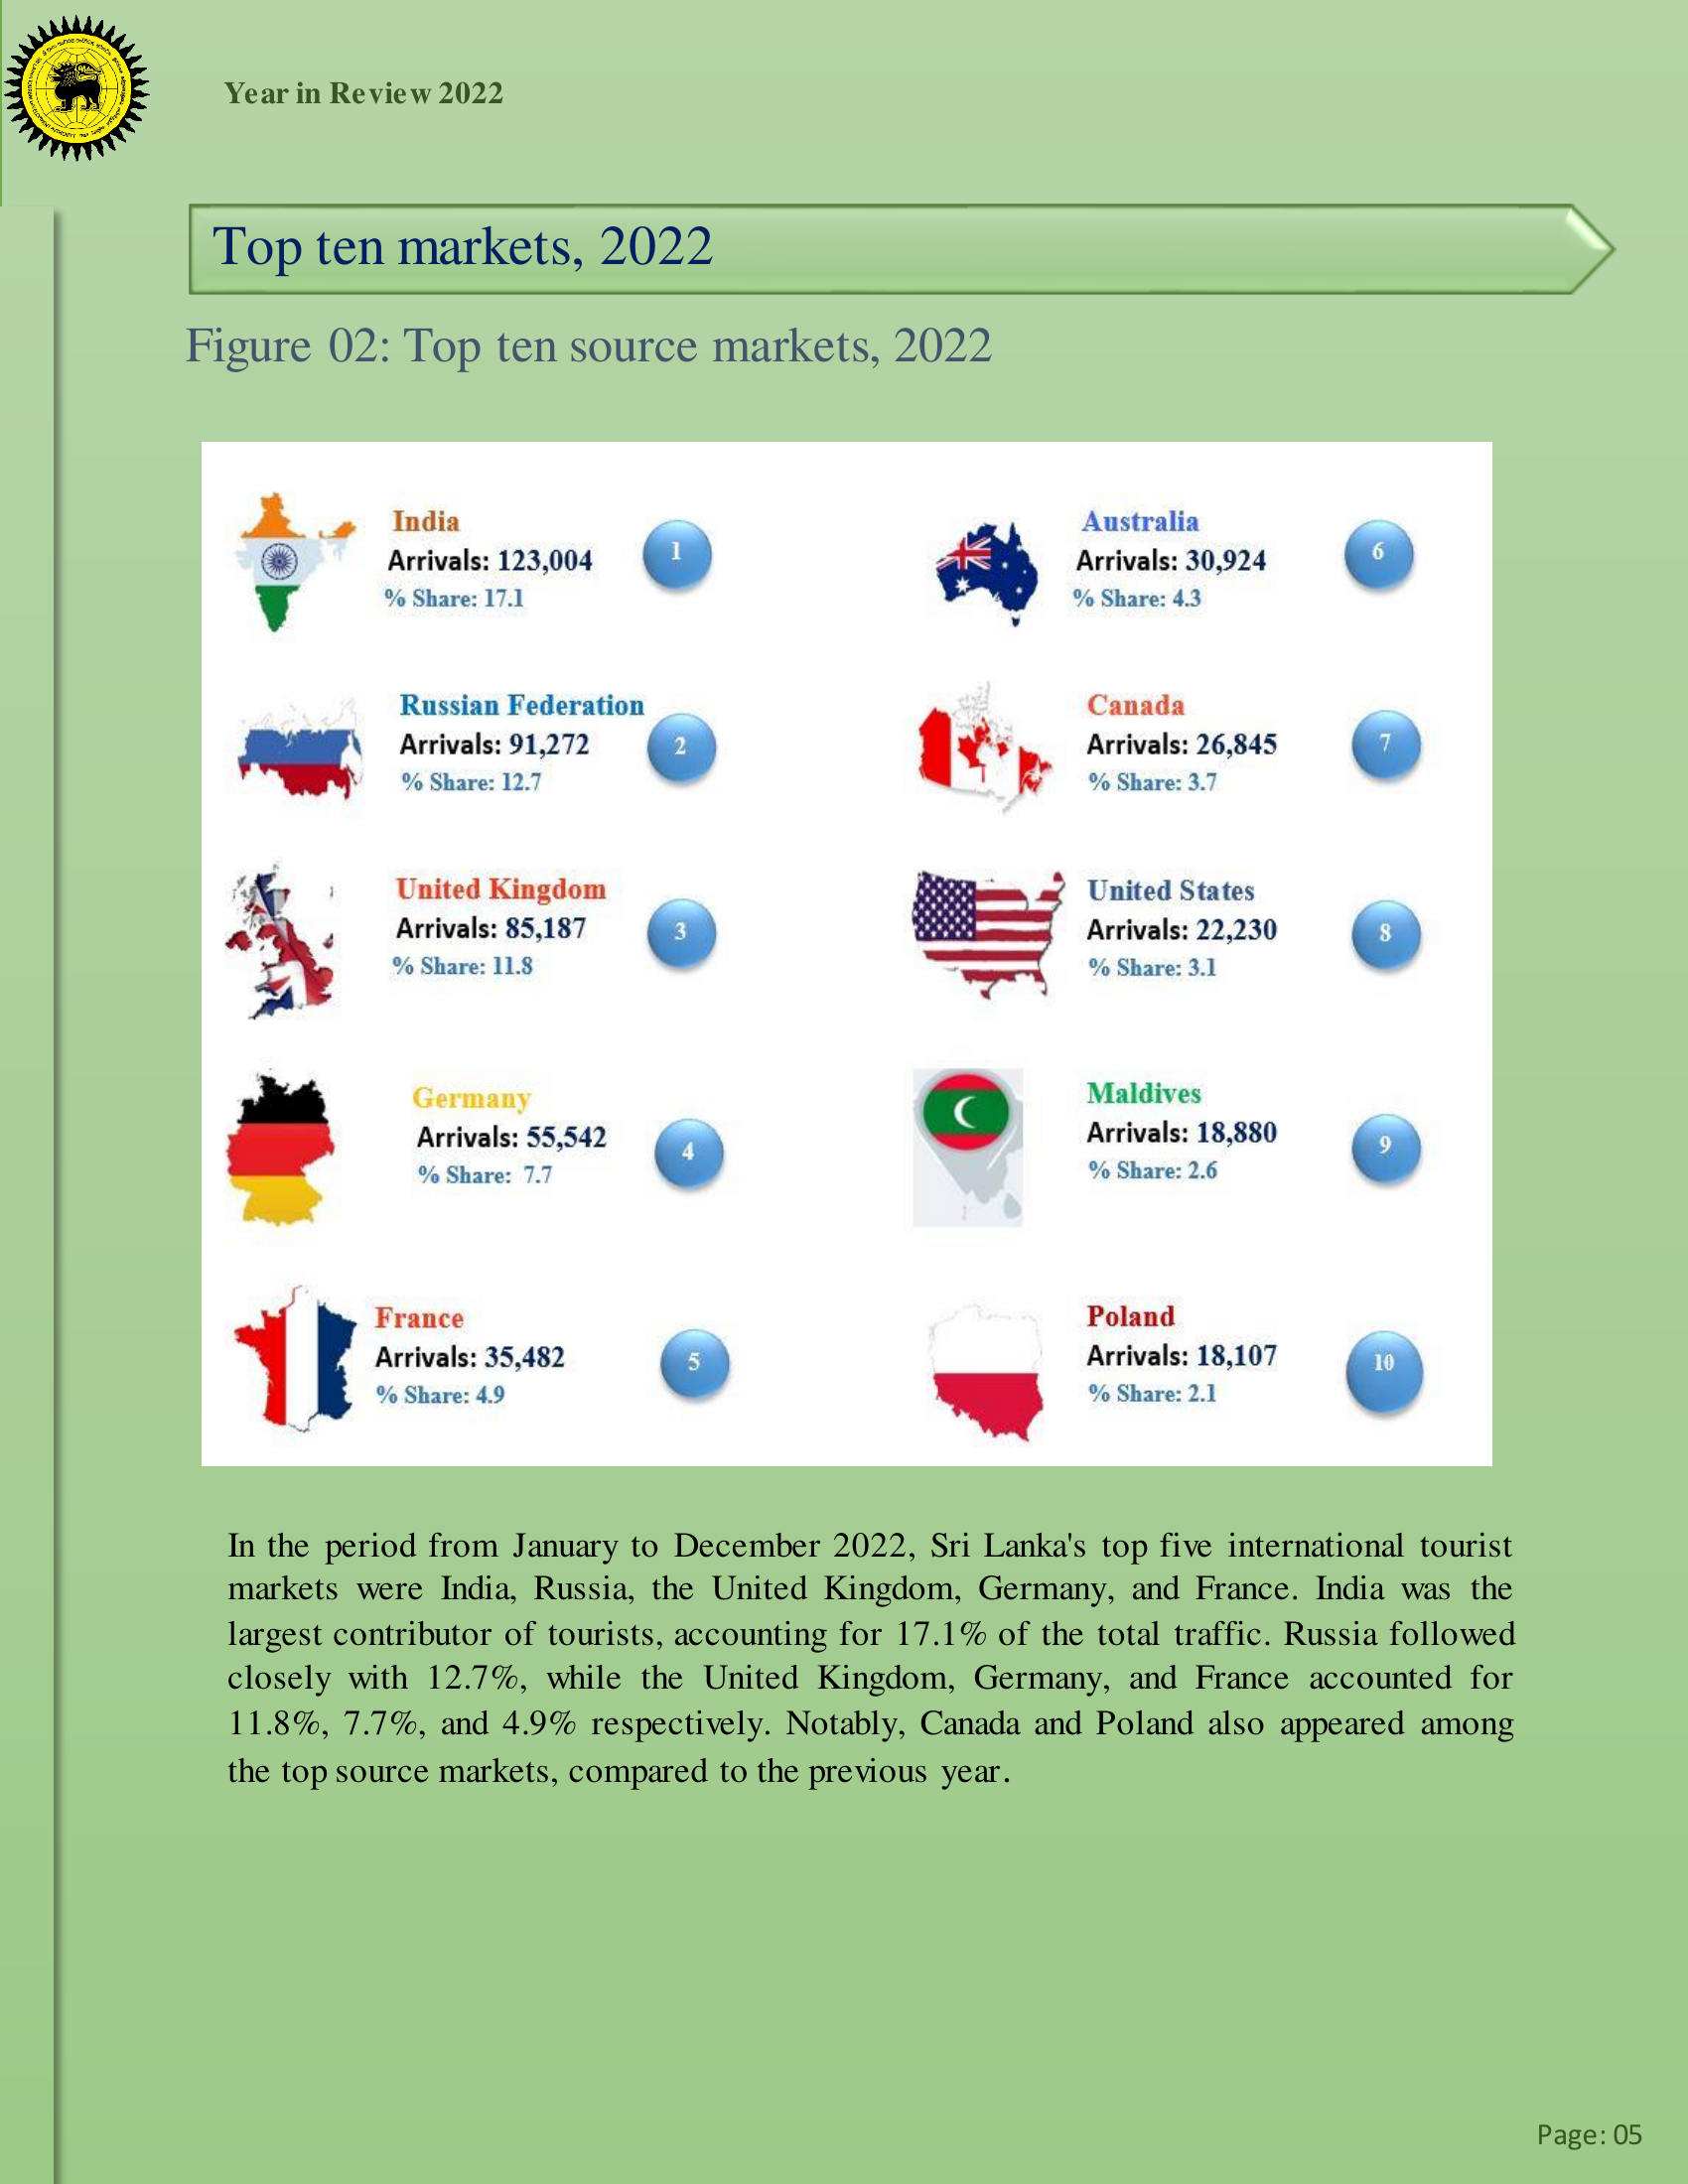 Year in Review 2022
Top ten markets, 2022
Figure 02: Top ten source markets, 2022
India
Arrivals: 123,004
% Share: 17.1
1
Russian Federation
Arrivals: 91,272
% Share: 12.7
2
United Kingdom
Arrivals: 85,187
% Share: 11.8
3
Germany
Arrivals: 55,542
% Share: 7.7
4
France
Arrivals: 35,482
% Share: 4.9
5
Australia
Arrivals: 30,924
% Share: 4.3
6
Canada
Arrivals: 26,845
% Share: 3.7
7
United States
Arrivals: 22,230
% Share: 3.1
8
Maldives
Arrivals: 18,880
% Share: 2.6
9
Poland
Arrivals: 18,107
% Share: 2.1
10
In the period from January to December 2022, Sri Lanka's top five international tourist
markets were India, Russia, the United Kingdom, Germany, and France. India was the
largest contributor of tourists, accounting for 17.1% of the total traffic. Russia followed
closely with 12.7%, while the United Kingdom, Germany, and France accounted for
11.8%, 7.7%, and 4.9% respectively. Notably, Canada and Poland also appeared among
the top source markets, compared to the previous year.
Page: 05